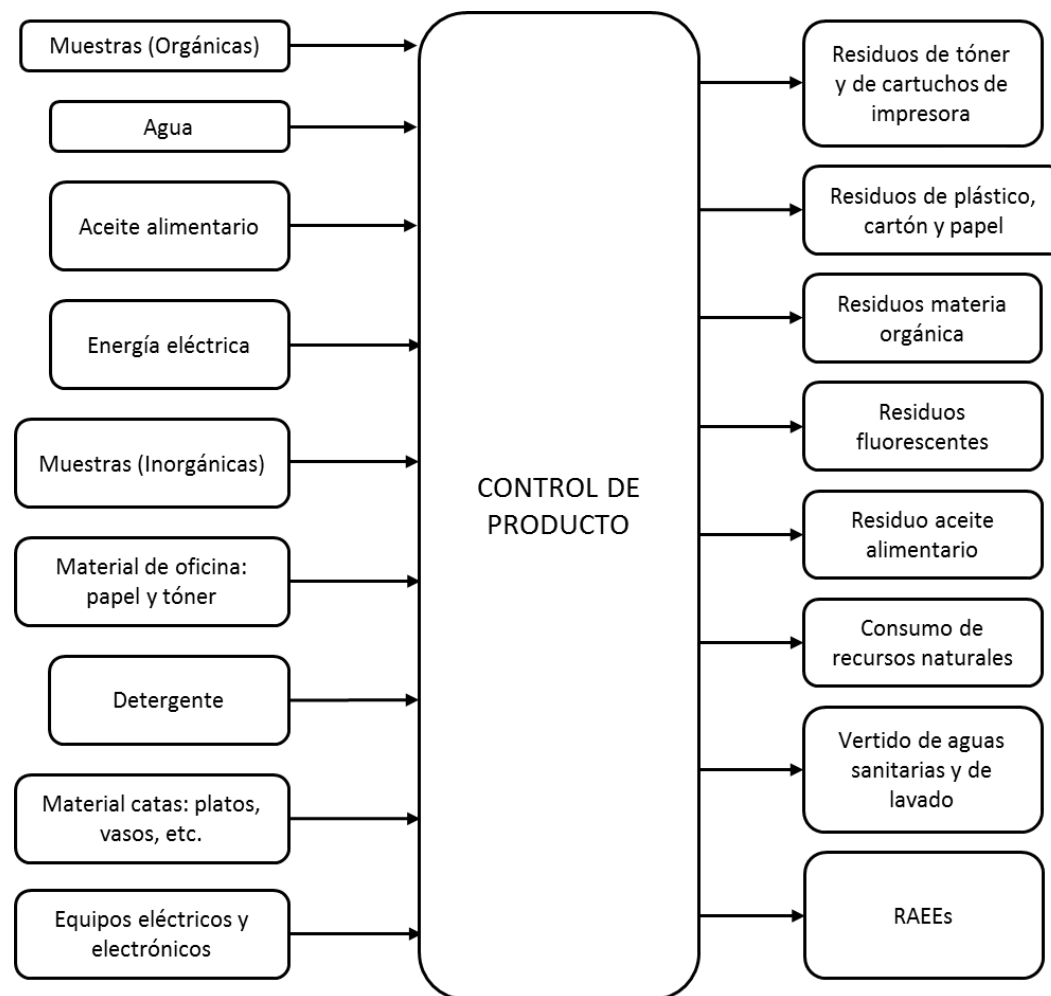 Muestras (Orgánicas)
Agua
Aceite alimentario
Energía eléctrica
Muestras (Inorgánicas)
Material de oficina:
papel y tóner
Detergente
Material catas: platos,
vasos, etc.
Equipos eléctricos y
electrónicos
CONTROL DE
PRODUCTO
Residuos de tóner
y de cartuchos de
impresora
Residuos de plástico,
cartón y papel
Residuos materia
orgánica
Residuos
fluorescentes
Residuo aceite
alimentario
Consumo de
recursos naturales
Vertido de aguas
sanitarias y de
lavado
RAEEs